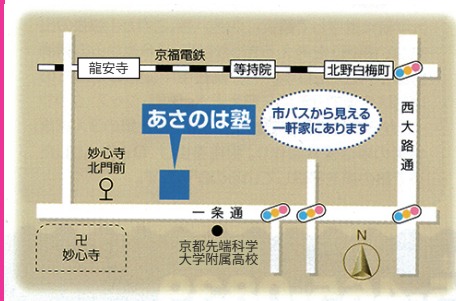 京福電鉄
龍安寺
等持院
北野白梅町
あさのは塾
市バスから見える
一軒家にあります
西大路通
妙心寺
北門前
一条通
卍
妙心寺
京都先端科学
大学附属高校
N